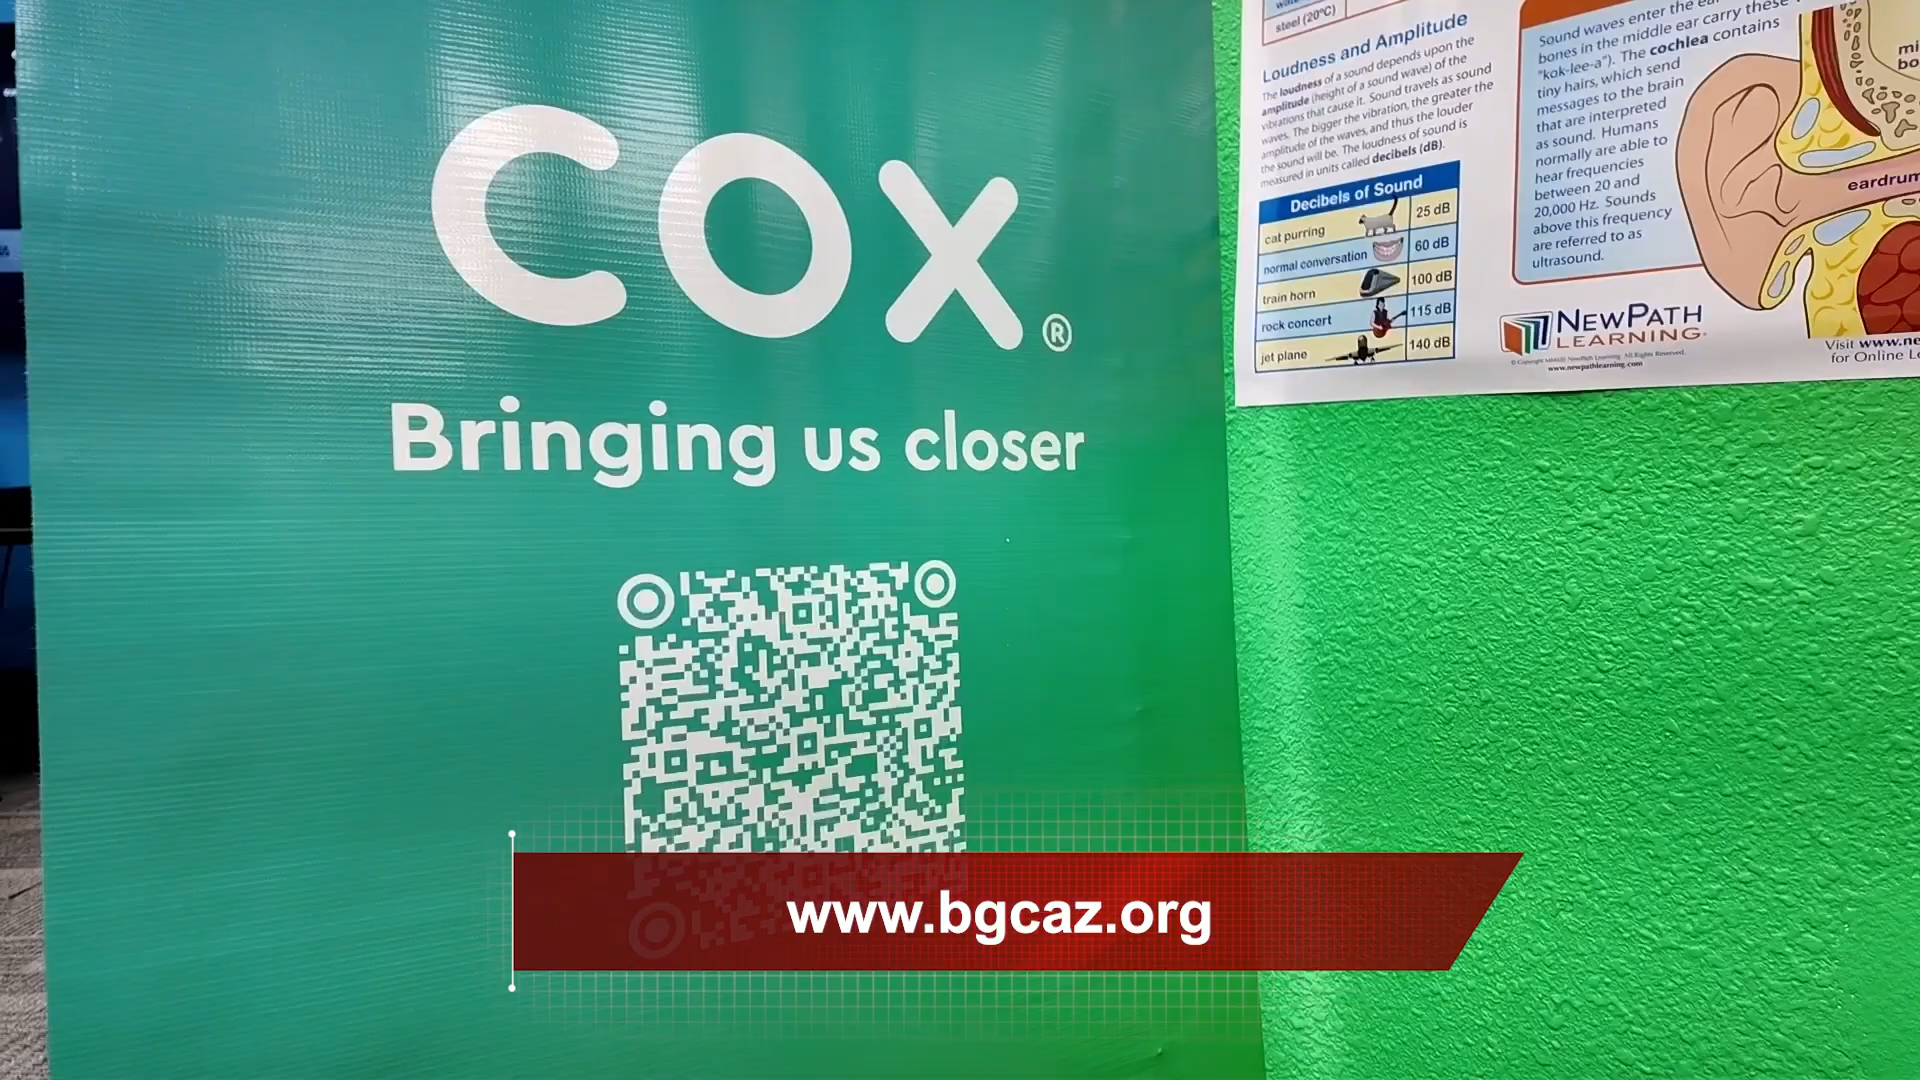 COX®
Bringing us closer
www.bgcaz.org
steel (20°C)
Loudness and Amplitude
The loudness of a sound depends upon the
amplitude (height of a sound wave) of the
vibrations that cause it. Sound travels as sound
waves. The bigger the vibration, the greater the
amplitude of the waves, and thus the louder
the sound will be. The loudness of sound is
measured in units called decibels (dB).
Decibels of Sound
cat purring 25 dB
normal conversation 60 dB
train horn 100 dB
rock concert 115 dB
jet plane 140 dB
Sound waves enter the
bones in the middle ear carry these
"kok-lee-a"). The cochlea contains
tiny hairs, which send
messages to the brain
that are interpreted
as sound. Humans
normally are able to
hear frequencies
between 20 and
20,000 Hz. Sounds
above this frequency
are referred to as
ultrasound.
eardrum
NEWPATH
LEARNING
www.newpathlearning.com
Visit www.ne
for Online